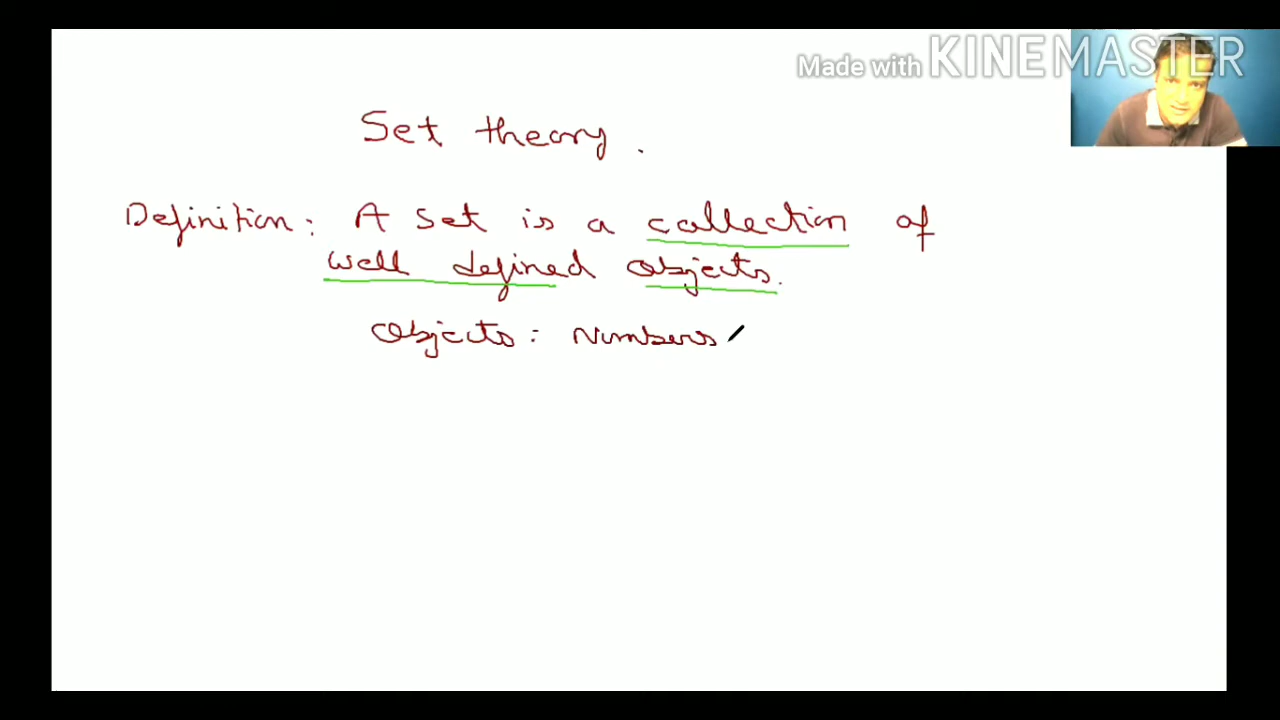 Made with KINEMASTER
Set theory.
Definition: A set is a collection of
well defined objects.
Objects: Numbers